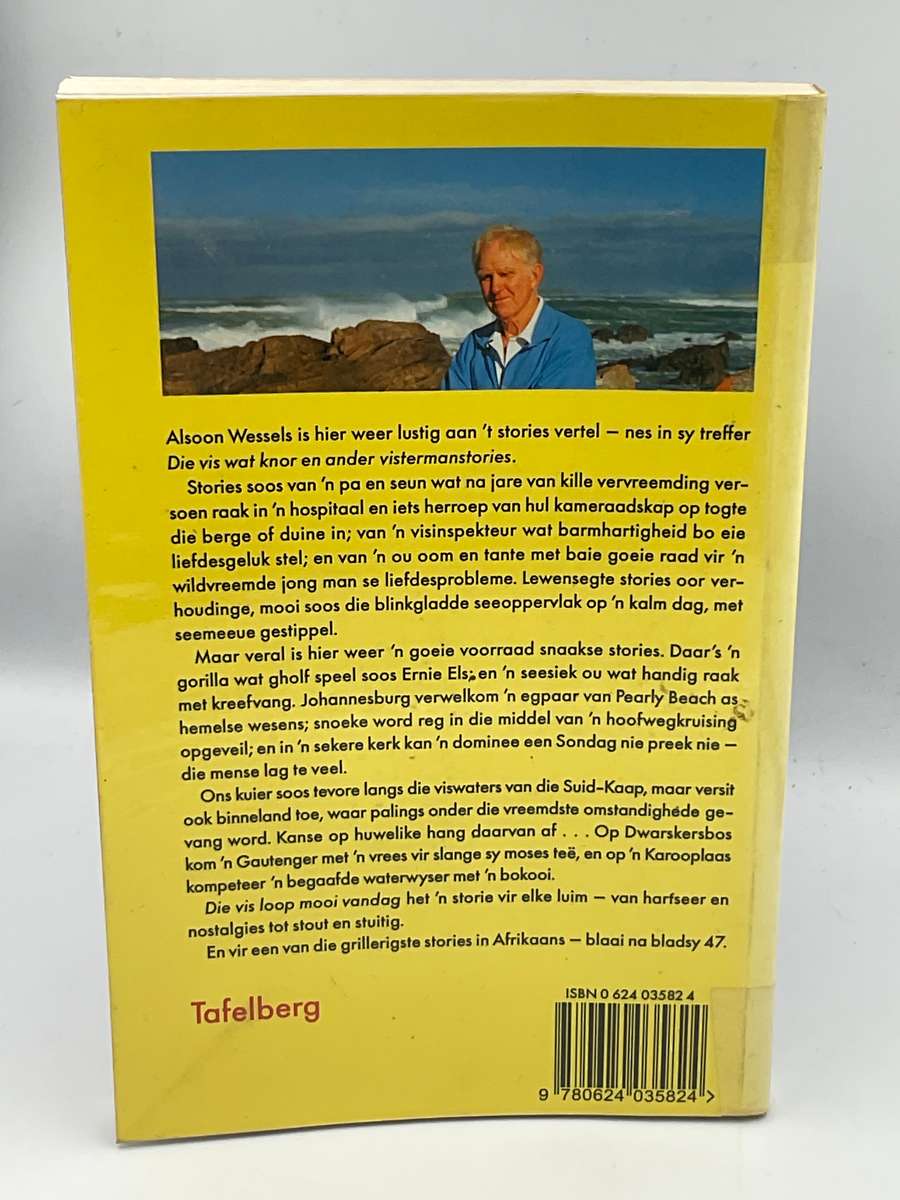 Alsoon Wessels is hier weer lustig aan 't stories vertel – nes in sy treffer
Die vis wat knor en ander vistermanstories.
Stories soos van 'n pa en seun wat na jare van kille vervreemding ver-
soen raak in 'n hospitaal en iets herroep van hul kameraadskap op togte
die berge of duine in; van 'n visinspekteur wat barmhartigheid bo eie
liefdesgeluk stel; en van 'n ou oom en tante met baie goeie raad vir 'n
wildvreemde jong man se liefdesprobleme. Lewensegte stories oor ver-
houdinge, mooi soos die blinkgladde seeoppervlak op 'n kalm dag, met
seemeeue gestippel.
Maar veral is hier weer 'n goeie voorraad snaakse stories. Daar's 'n
gorilla wat gholf speel soos Ernie Els; en 'n seesiek ou wat handig raak
met kreefvang. Johannesburg verwelkom 'n egpaar van Pearly Beach as
hemelse wesens; snoeke word reg in die middel van 'n hoofwegkruising
opgeveil; en in 'n sekere kerk kan 'n dominee een Sondag nie preek nie –
die mense lag te veel.
Ons kuier soos tevore langs die viswaters van die Suid-Kaap, maar versit
ook binneland toe, waar palings onder die vreemdste omstandighede ge-
vang word. Kanse op huwelike hang daarvan af . . . Op Dwarskersbos
kom 'n Gautenger met 'n vrees vir slange sy moses teë, en op 'n Karooplaas
kompeteer 'n begaafde waterwyser met 'n bokooi.
Die vis loop mooi vandag het 'n storie vir elke luim – van harfseer en
nostalgies tot stout en stuitig.
En vir een van die grillerigste stories in Afrikaans – blaai na bladsy 47.
Tafelberg
ISBN 0 624 03582 4
9 780624 035824 >